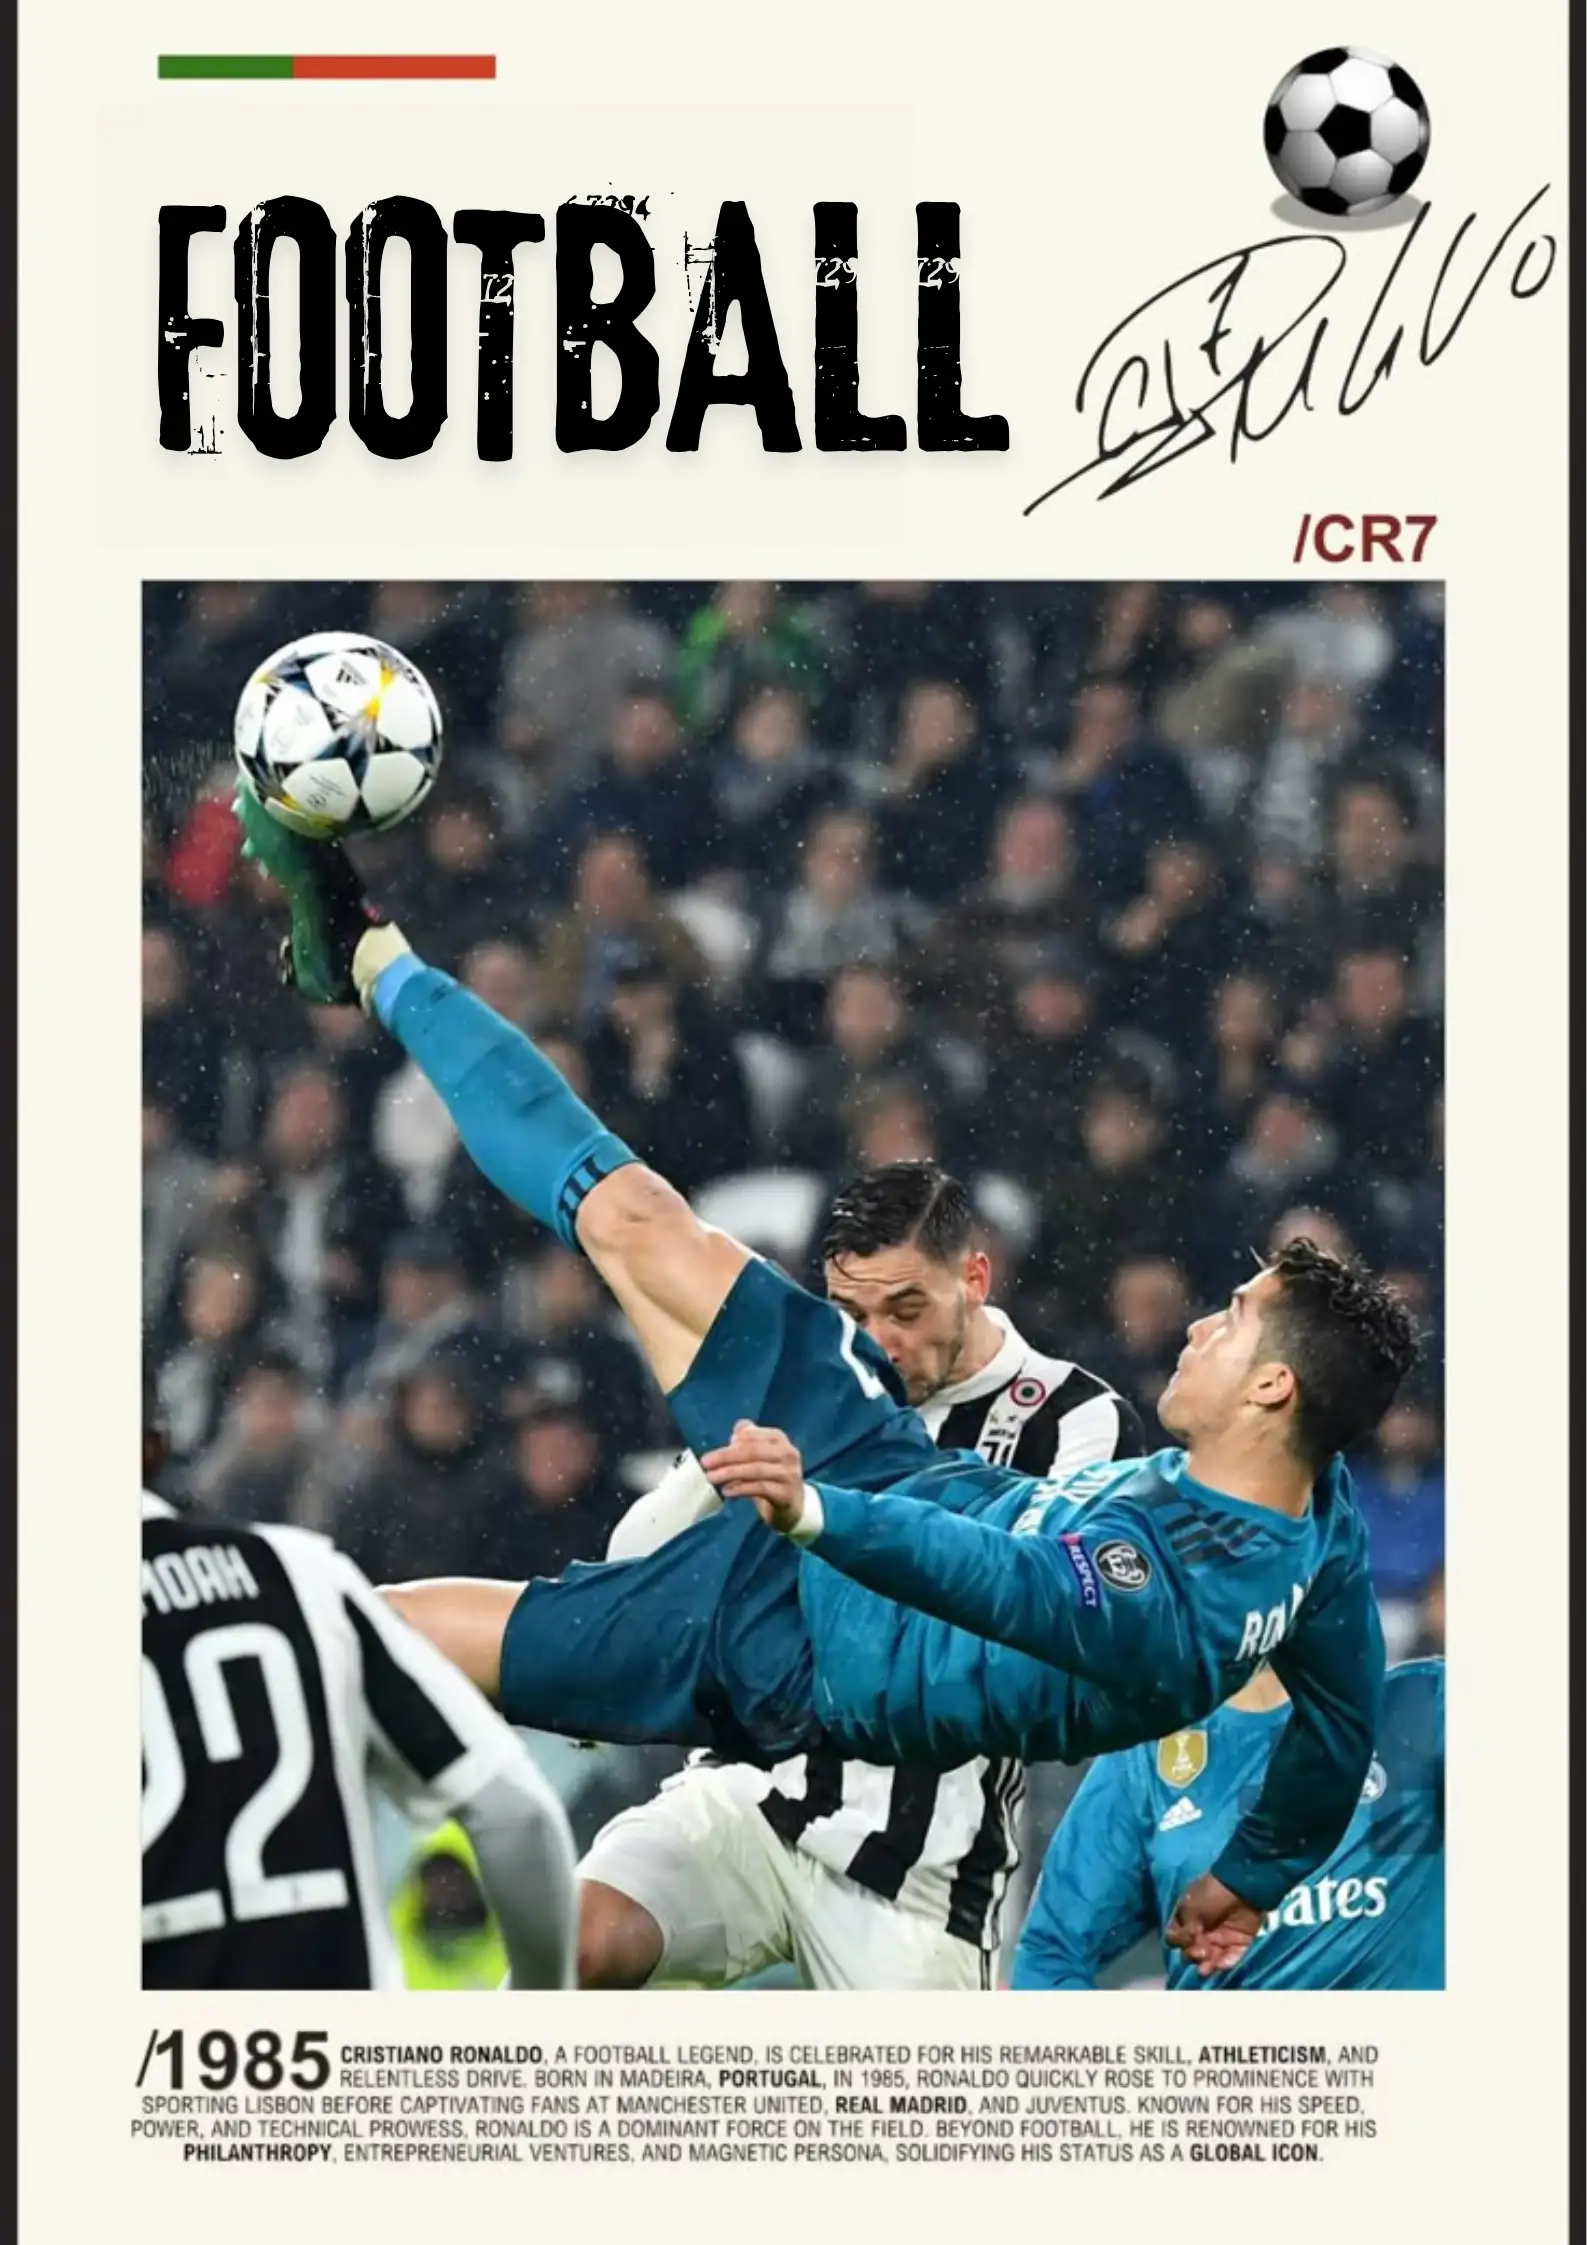 FOOTBALL
/CR7
RESPECT
22
/1985 CRISTIANO RONALDO, A FOOTBALL LEGEND, IS CELEBRATED FOR HIS REMARKABLE SKILL, ATHLETICISM, AND
RELENTLESS DRIVE. BORN IN MADEIRA, PORTUGAL, IN 1985, RONALDO QUICKLY ROSE TO PROMINENCE WITH
SPORTING LISBON BEFORE CAPTIVATING FANS AT MANCHESTER UNITED, REAL MADRID, AND JUVENTUS. KNOWN FOR HIS SPEED,
POWER, AND TECHNICAL PROWESS, RONALDO IS A DOMINANT FORCE ON THE FIELD. BEYOND FOOTBALL, HE IS RENOWNED FOR HIS
PHILANTHROPY, ENTREPRENEURIAL VENTURES, AND MAGNETIC PERSONA, SOLIDIFYING HIS STATUS AS A GLOBAL ICON.